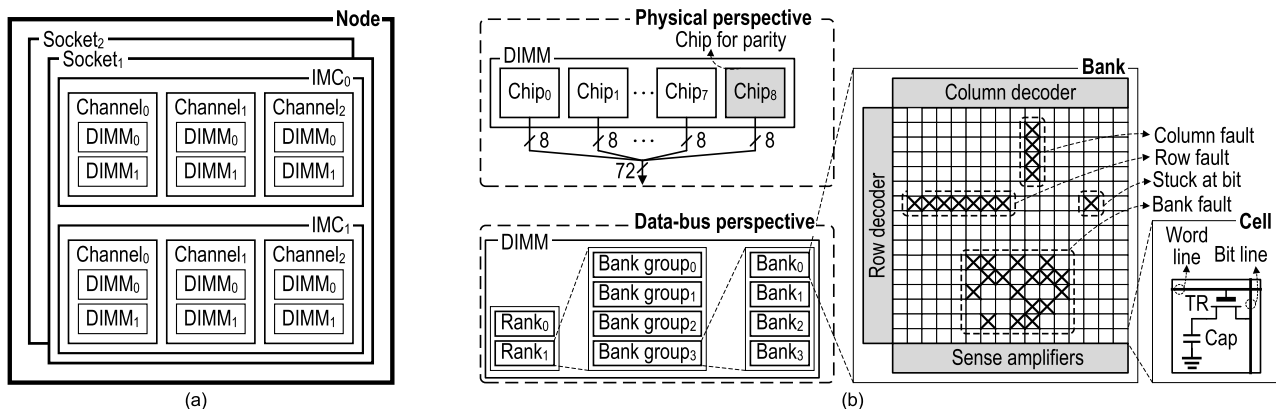 Node
Socket₂
Socket₁
IMC₀
Channel₀ Channel₁ Channel₂
DIMM₀ DIMM₀ DIMM₀
DIMM₁ DIMM₁ DIMM₁
IMC₁
Channel₀ Channel₁ Channel₂
DIMM₀ DIMM₀ DIMM₀
DIMM₁ DIMM₁ DIMM₁
(a)
Physical perspective
Chip for parity
DIMM
Chip₀ Chip₁ ··· Chip₇ Chip₈
8 8 ··· 8 8
72
Data-bus perspective
DIMM
Rank₀
Rank₁
Bank group₀
Bank group₁
Bank group₂
Bank group₃
Bank₀
Bank₁
Bank₂
Bank₃
Bank
Column decoder
Row decoder
Sense amplifiers
Column fault
Row fault
Stuck at bit
Bank fault
Cell
Word
line
Bit line
TR
Cap
(b)